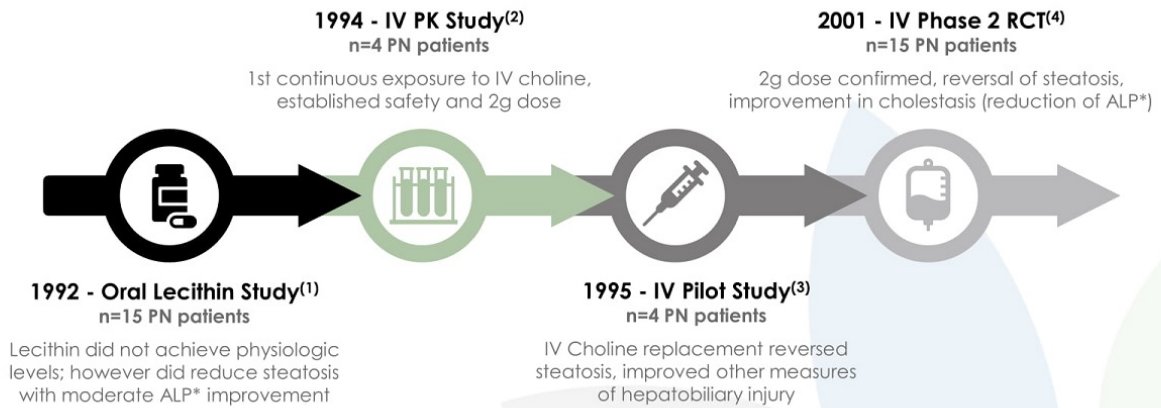 1994 - IV PK Study(2)
n=4 PN patients
1st continuous exposure to IV choline,
established safety and 2g dose
2001 - IV Phase 2 RCT(4)
n=15 PN patients
2g dose confirmed, reversal of steatosis,
improvement in cholestasis (reduction of ALP*)
1992 - Oral Lecithin Study(1)
n=15 PN patients
Lecithin did not achieve physiologic
levels; however did reduce steatosis
with moderate ALP* improvement
1995 - IV Pilot Study(3)
n=4 PN patients
IV Choline replacement reversed
steatosis, improved other measures
of hepatobiliary injury